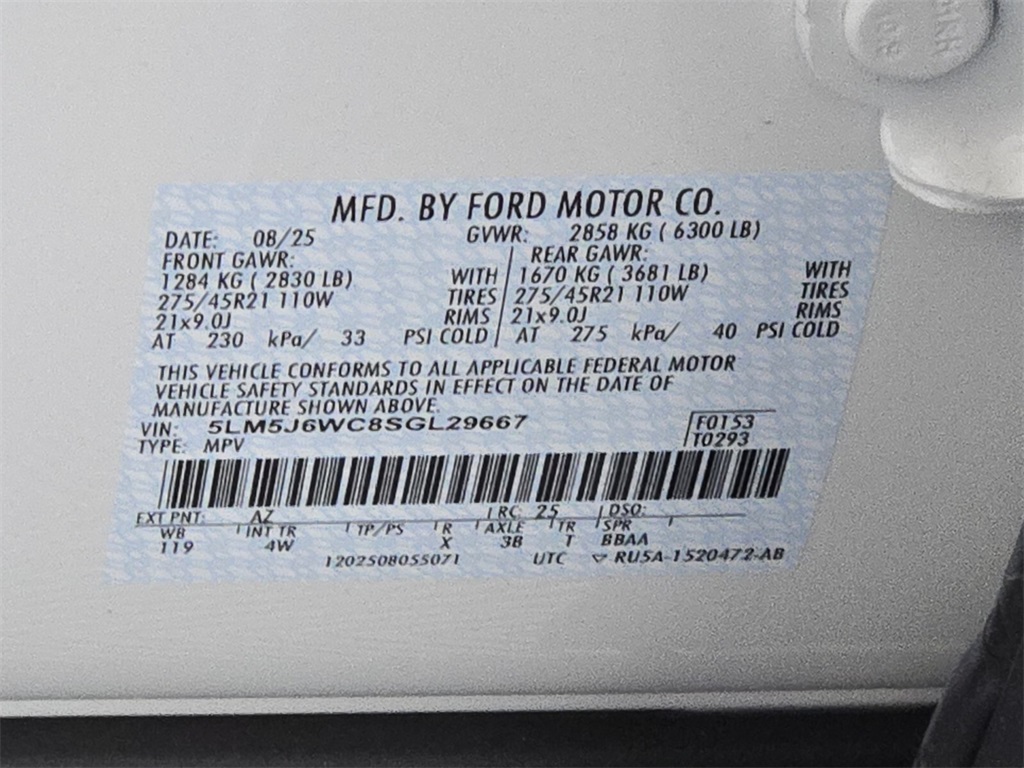 MFD. BY FORD MOTOR CO.
DATE: 08/25 GVWR: 2858 KG ( 6300 LB)
FRONT GAWR: REAR GAWR:
1284 KG ( 2830 LB) WITH 1670 KG ( 3681 LB) WITH
275/45R21 110W TIRES 275/45R21 110W TIRES
21x9.0J RIMS 21x9.0J RIMS
AT 230 kPa/ 33 PSI COLD AT 275 kPa/ 40 PSI COLD
THIS VEHICLE CONFORMS TO ALL APPLICABLE FEDERAL MOTOR
VEHICLE SAFETY STANDARDS IN EFFECT ON THE DATE OF
MANUFACTURE SHOWN ABOVE.
VIN: 5LM5J6WC8SGL29667 F0153
TYPE: MPV T0293
EXT PNT: AZ RC: 25 DSO:
WB INT TR TP/PS R AXLE TR SPR
119 4W X 3B T BBAA
1202508055071 UTC ▽ RU5A-1520472-AB